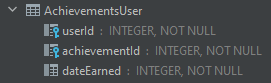 AchievementsUser
userId : INTEGER, NOT NULL
achievementId : INTEGER, NOT NULL
dateEarned : INTEGER, NOT NULL